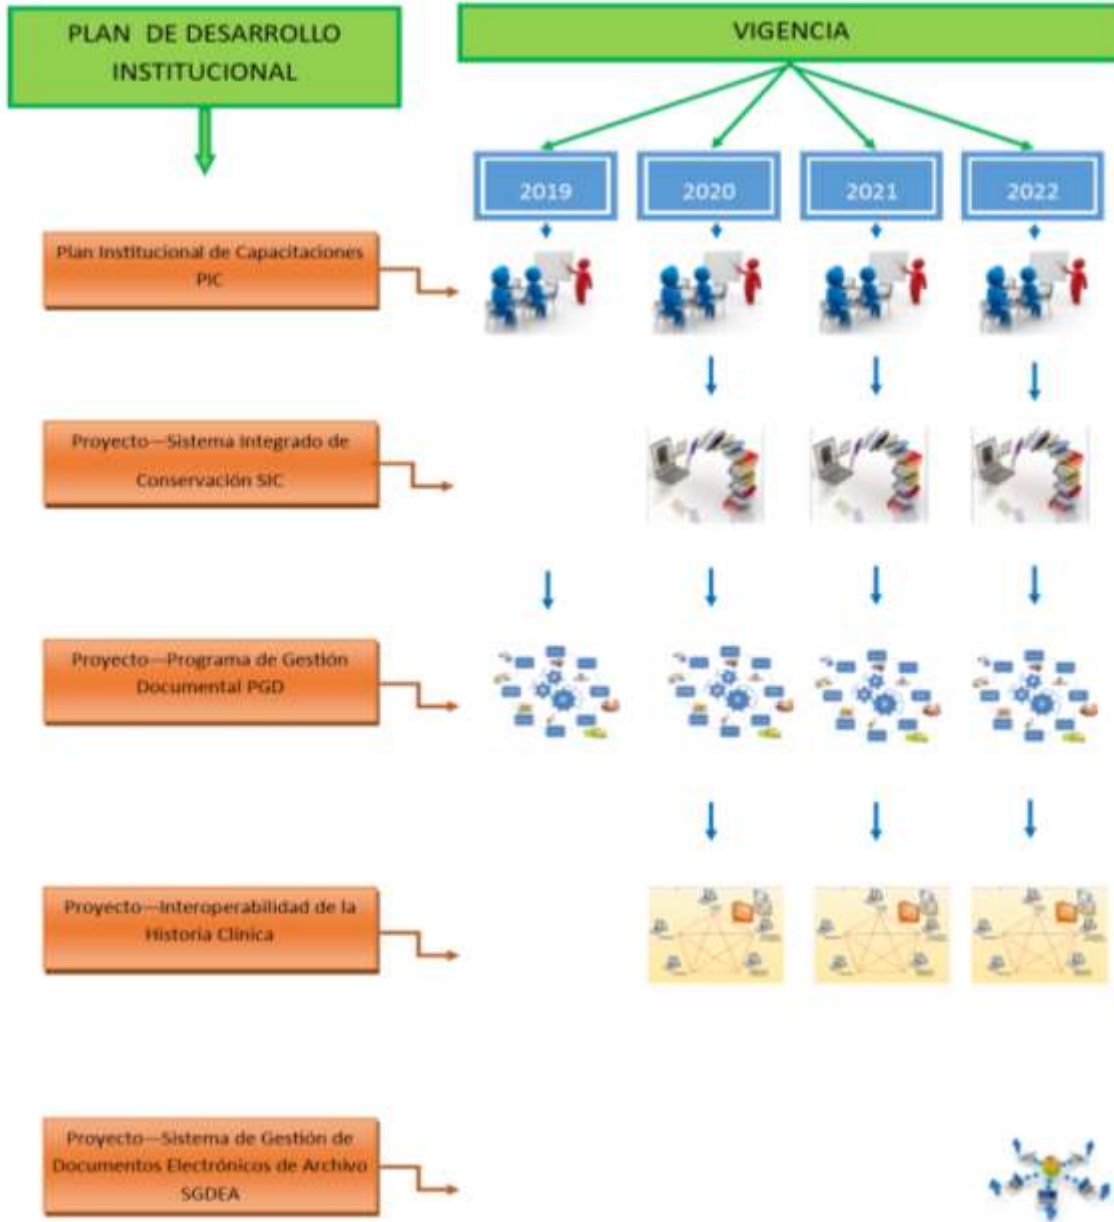 PLAN DE DESARROLLO
INSTITUCIONAL
VIGENCIA
2019
2020
2021
2022
Plan Institucional de Capacitaciones
PIC
Proyecto—Sistema Integrado de
Conservación SIC
Proyecto—Programa de Gestión
Documental PGD
Proyecto—Interoperabilidad de la
Historia Clínica
Proyecto—Sistema de Gestión de
Documentos Electrónicos de Archivo
SGDEA